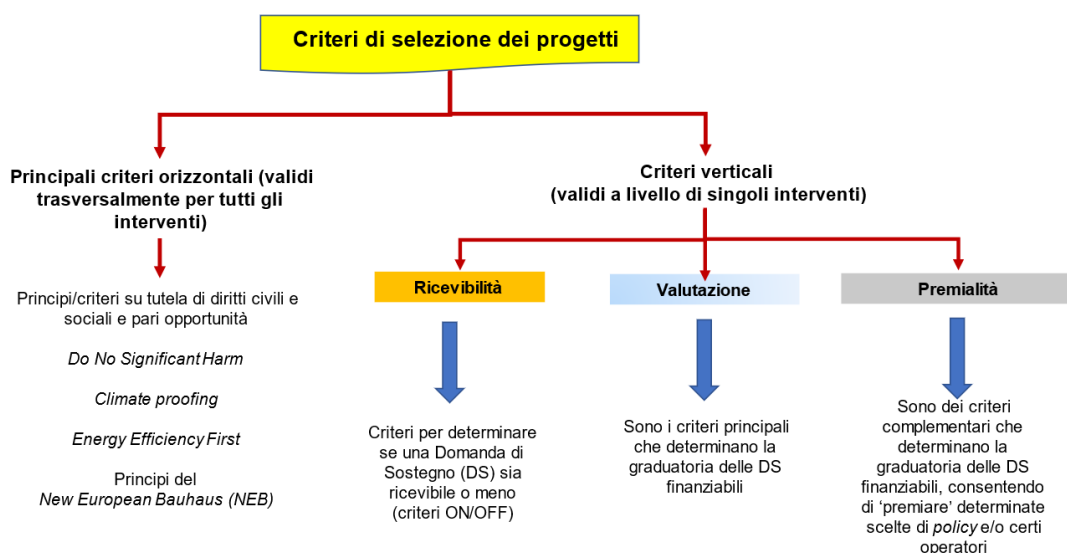 Criteri di selezione dei progetti
Principali criteri orizzontali (validi
trasversalmente per tutti gli
interventi)
Principi/criteri su tutela di diritti civili e
sociali e pari opportunità
Do No Significant Harm
Climate proofing
Energy Efficiency First
Principi del
New European Bauhaus (NEB)
Criteri verticali
(validi a livello di singoli interventi)
Ricevibilità
Criteri per determinare
se una Domanda di
Sostegno (DS) sia
ricevibile o meno
(criteri ON/OFF)
Valutazione
Sono i criteri principali
che determinano la
graduatoria delle DS
finanziabili
Premialità
Sono dei criteri
complementari che
determinano la
graduatoria delle DS
finanziabili, consentendo
di ‘premiare’ determinate
scelte di policy e/o certi
operatori